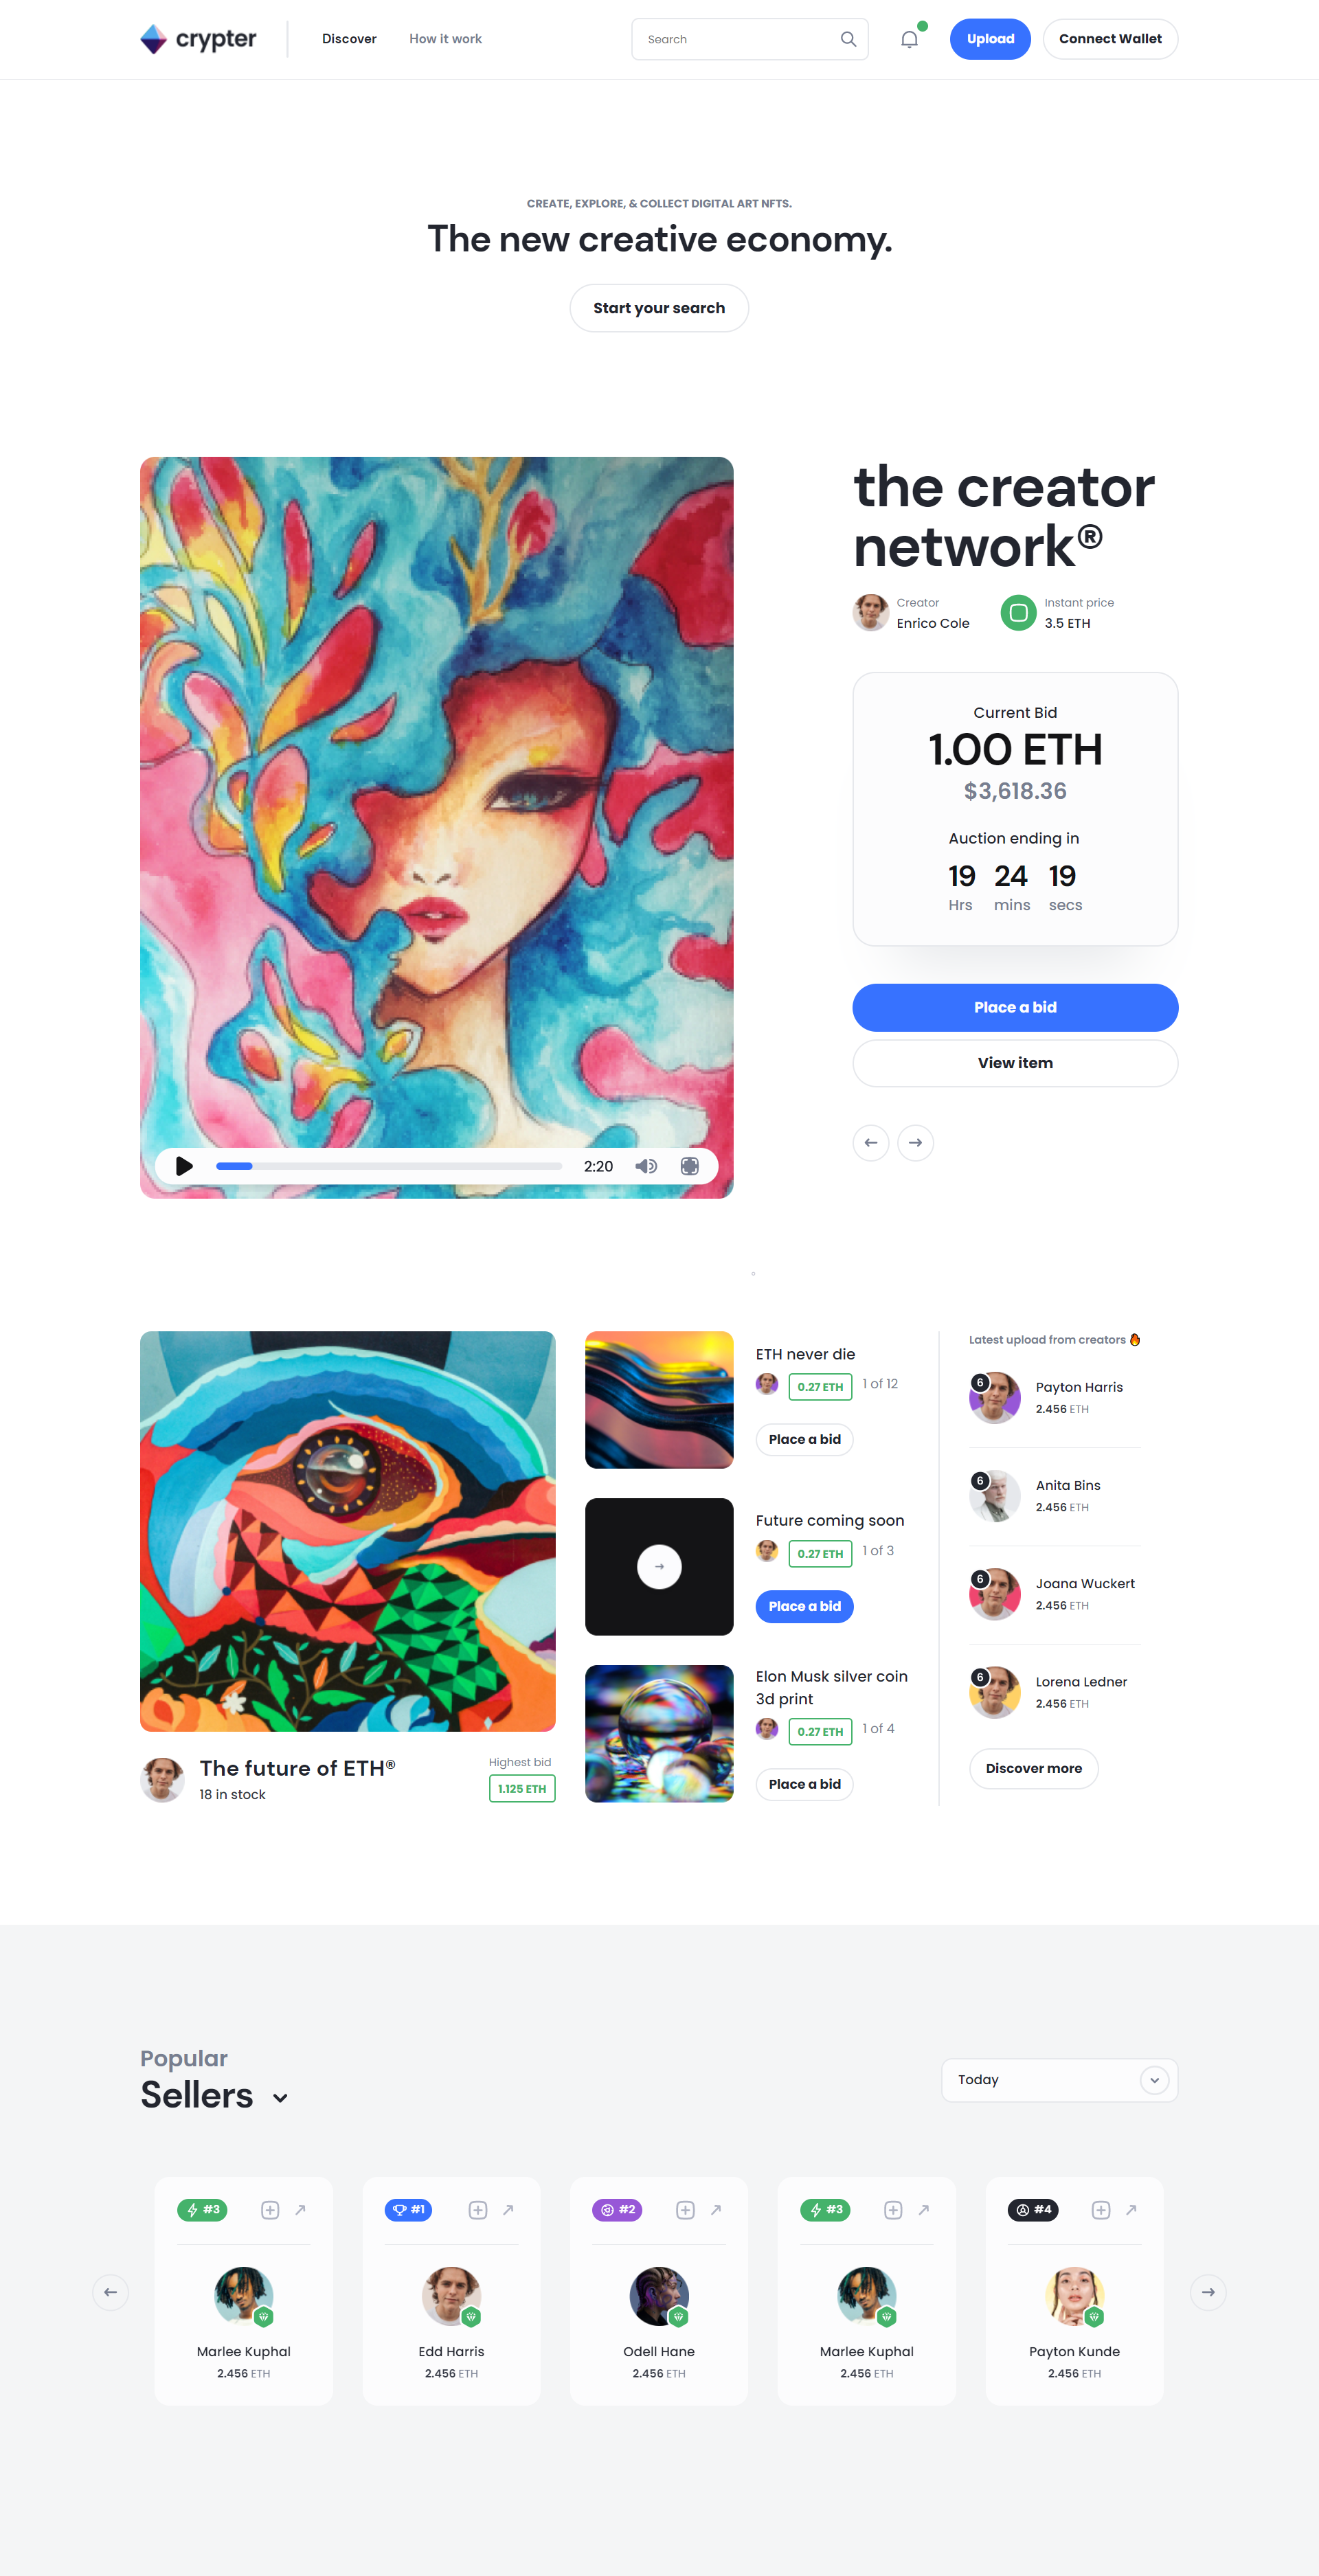 crypter
Discover
How it work
Search
Upload
Connect Wallet
CREATE, EXPLORE, & COLLECT DIGITAL ART NFTS.
The new creative economy.
Start your search
the creator
network®
Creator
Enrico Cole
Instant price
3.5 ETH
Current Bid
1.00 ETH
$3,618.36
Auction ending in
19 24 19
Hrs mins secs
Place a bid
View item
2:20
The future of ETH®
18 in stock
Highest bid
1.125 ETH
ETH never die
0.27 ETH 1 of 12
Place a bid
Future coming soon
0.27 ETH 1 of 3
Place a bid
Elon Musk silver coin
3d print
0.27 ETH 1 of 4
Place a bid
Latest upload from creators
6
Payton Harris
2.456 ETH
6
Anita Bins
2.456 ETH
6
Joana Wuckert
2.456 ETH
6
Lorena Ledner
2.456 ETH
Discover more
Popular
Sellers
Today
#3
Marlee Kuphal
2.456 ETH
#1
Edd Harris
2.456 ETH
#2
Odell Hane
2.456 ETH
#3
Marlee Kuphal
2.456 ETH
#4
Payton Kunde
2.456 ETH